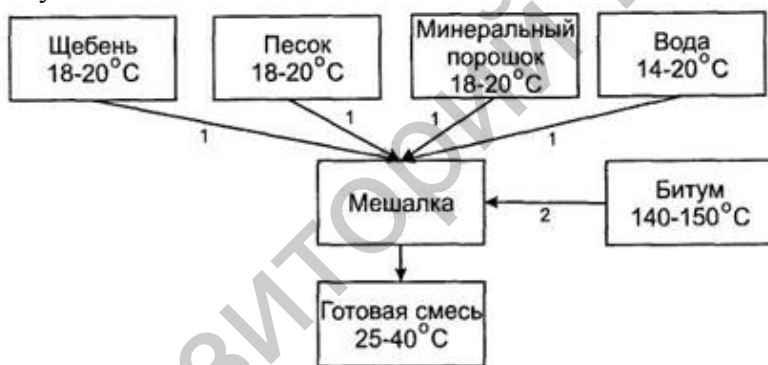 Щебень
18-20°C
Песок
18-20°C
Минеральный
порошок
18-20°C
Вода
14-20°C
1
1
1
1
Мешалка
2
Битум
140-150°C
Готовая смесь
25-40°C